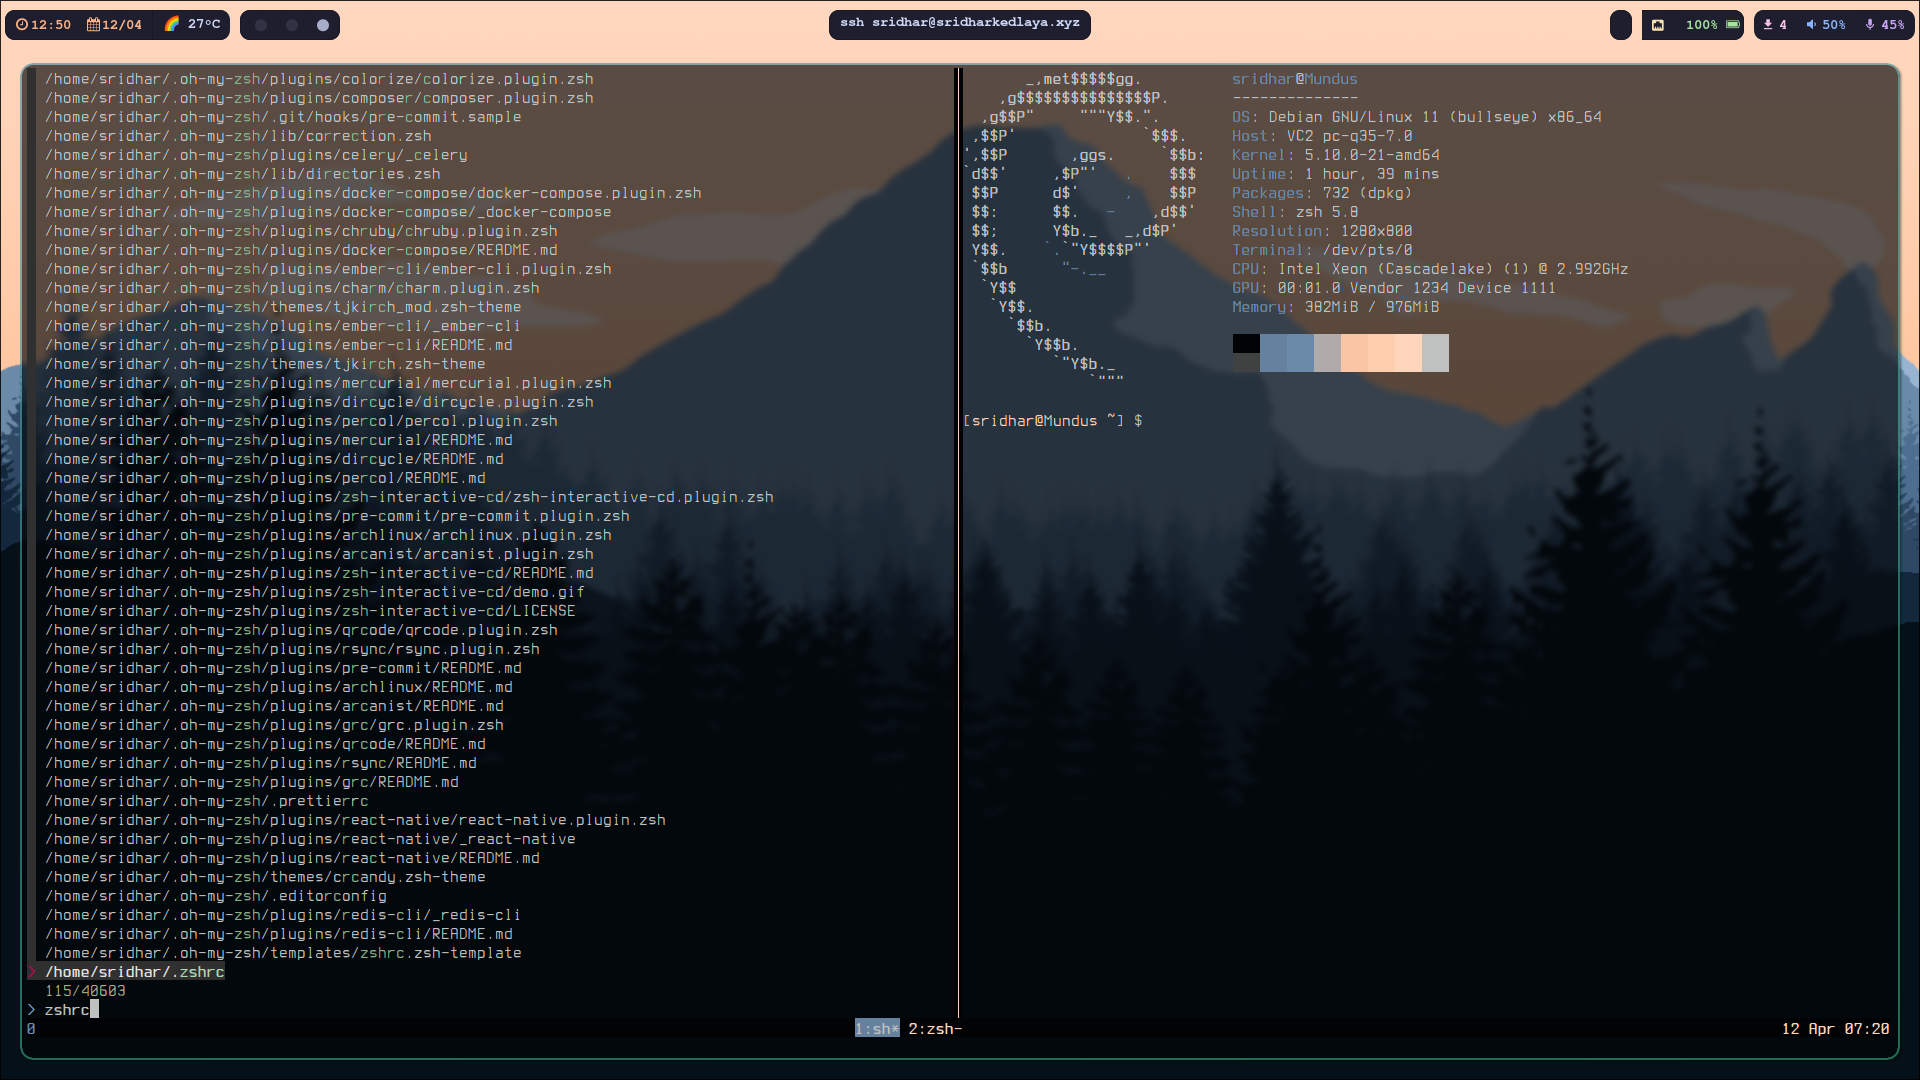 12:50 12/04 27°C
ssh sridhar@sridharkedlaya.xyz
100% 4 50% 45%
/home/sridhar/.oh-my-zsh/plugins/colorize/colorize.plugin.zsh
/home/sridhar/.oh-my-zsh/plugins/composer/composer.plugin.zsh
/home/sridhar/.oh-my-zsh/.git/hooks/pre-commit.sample
/home/sridhar/.oh-my-zsh/lib/correction.zsh
/home/sridhar/.oh-my-zsh/plugins/celery/_celery
/home/sridhar/.oh-my-zsh/lib/directories.zsh
/home/sridhar/.oh-my-zsh/plugins/docker-compose/docker-compose.plugin.zsh
/home/sridhar/.oh-my-zsh/plugins/docker-compose/_docker-compose
/home/sridhar/.oh-my-zsh/plugins/chruby/chruby.plugin.zsh
/home/sridhar/.oh-my-zsh/plugins/docker-compose/README.md
/home/sridhar/.oh-my-zsh/plugins/ember-cli/ember-cli.plugin.zsh
/home/sridhar/.oh-my-zsh/plugins/charm/charm.plugin.zsh
/home/sridhar/.oh-my-zsh/themes/tjkirch_mod.zsh-theme
/home/sridhar/.oh-my-zsh/plugins/ember-cli/_ember-cli
/home/sridhar/.oh-my-zsh/plugins/ember-cli/README.md
/home/sridhar/.oh-my-zsh/themes/tjkirch.zsh-theme
/home/sridhar/.oh-my-zsh/plugins/mercurial/mercurial.plugin.zsh
/home/sridhar/.oh-my-zsh/plugins/dircycle/dircycle.plugin.zsh
/home/sridhar/.oh-my-zsh/plugins/percol/percol.plugin.zsh
/home/sridhar/.oh-my-zsh/plugins/mercurial/README.md
/home/sridhar/.oh-my-zsh/plugins/dircycle/README.md
/home/sridhar/.oh-my-zsh/plugins/percol/README.md
/home/sridhar/.oh-my-zsh/plugins/zsh-interactive-cd/zsh-interactive-cd.plugin.zsh
/home/sridhar/.oh-my-zsh/plugins/pre-commit/pre-commit.plugin.zsh
/home/sridhar/.oh-my-zsh/plugins/archlinux/archlinux.plugin.zsh
/home/sridhar/.oh-my-zsh/plugins/arcanist/arcanist.plugin.zsh
/home/sridhar/.oh-my-zsh/plugins/zsh-interactive-cd/README.md
/home/sridhar/.oh-my-zsh/plugins/zsh-interactive-cd/demo.gif
/home/sridhar/.oh-my-zsh/plugins/zsh-interactive-cd/LICENSE
/home/sridhar/.oh-my-zsh/plugins/qrcode/qrcode.plugin.zsh
/home/sridhar/.oh-my-zsh/plugins/rsync/rsync.plugin.zsh
/home/sridhar/.oh-my-zsh/plugins/pre-commit/README.md
/home/sridhar/.oh-my-zsh/plugins/archlinux/README.md
/home/sridhar/.oh-my-zsh/plugins/arcanist/README.md
/home/sridhar/.oh-my-zsh/plugins/grc/grc.plugin.zsh
/home/sridhar/.oh-my-zsh/plugins/qrcode/README.md
/home/sridhar/.oh-my-zsh/plugins/rsync/README.md
/home/sridhar/.oh-my-zsh/plugins/grc/README.md
/home/sridhar/.oh-my-zsh/.prettierrc
/home/sridhar/.oh-my-zsh/plugins/react-native/react-native.plugin.zsh
/home/sridhar/.oh-my-zsh/plugins/react-native/_react-native
/home/sridhar/.oh-my-zsh/plugins/react-native/README.md
/home/sridhar/.oh-my-zsh/themes/crcandy.zsh-theme
/home/sridhar/.oh-my-zsh/.editorconfig
/home/sridhar/.oh-my-zsh/plugins/redis-cli/_redis-cli
/home/sridhar/.oh-my-zsh/plugins/redis-cli/README.md
/home/sridhar/.oh-my-zsh/templates/zshrc.zsh-template
> /home/sridhar/.zshrc
115/40603
> zshrc
       _,met$$$$$gg.
    ,g$$$$$$$$$$$$$$$P.
  ,g$$P"     """Y$$.".
 ,$$P'              `$$$.
',$$P       ,ggs.     `$$b:
`d$$'     ,$P"'   .    $$$
 $$P      d$'     ,    $$P
 $$:      $$.   -    ,d$$'
 $$;      Y$b._   _,d$P'
 Y$$.    `.`"Y$$$$P"'
 `$$b      "-.__
  `Y$$
   `Y$$.
     `$$b.
       `Y$$b.
          `"Y$b._
              `"""
sridhar@Mundus
--------------
OS: Debian GNU/Linux 11 (bullseye) x86_64
Host: VC2 pc-q35-7.0
Kernel: 5.10.0-21-amd64
Uptime: 1 hour, 39 mins
Packages: 732 (dpkg)
Shell: zsh 5.8
Resolution: 1280x800
Terminal: /dev/pts/0
CPU: Intel Xeon (Cascadelake) (1) @ 2.992GHz
GPU: 00:01.0 Vendor 1234 Device 1111
Memory: 382MiB / 976MiB
[sridhar@Mundus ~] $
0 1:sh* 2:zsh- 12 Apr 07:20